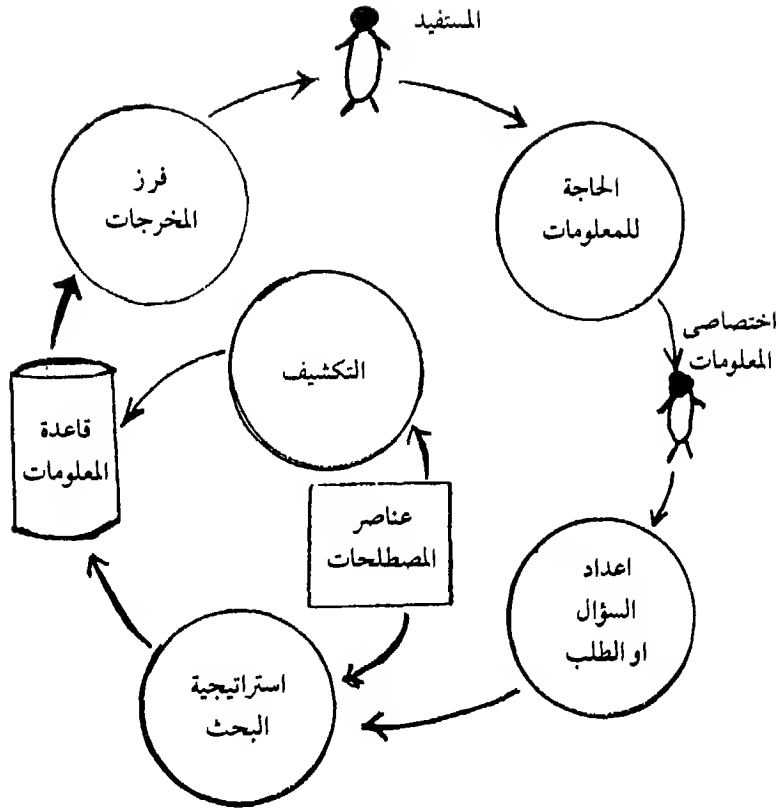 المستفيد
الحاجة
للمعلومات
اختصاصى
المعلومات
اعداد
السؤال
او الطلب
استراتيجية
البحث
عناصر
المصطلحات
التكشيف
قاعدة
المعلومات
فرز
المخرجات